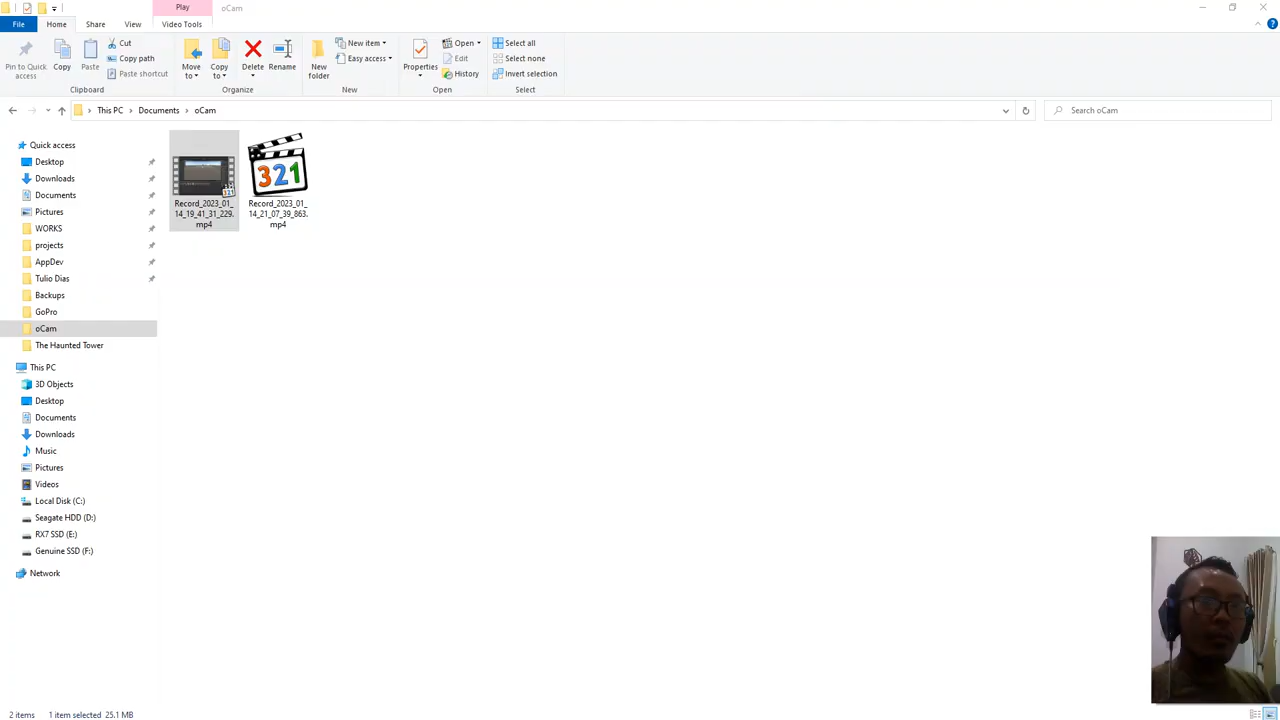 Play
oCam
File
Home
Share
View
Video Tools
Pin to Quick access
Copy
Paste
Cut
Copy path
Paste shortcut
Clipboard
Move to
Copy to
Delete
Rename
Organize
New folder
New item
Easy access
New
Properties
Open
Edit
History
Open
Select all
Select none
Invert selection
Select
This PC
Documents
oCam
Search oCam
Quick access
Desktop
Downloads
Documents
Pictures
WORKS
projects
AppDev
Tulio Dias
Backups
GoPro
oCam
The Haunted Tower
This PC
3D Objects
Desktop
Documents
Downloads
Music
Pictures
Videos
Local Disk (C:)
Seagate HDD (D:)
RX7 SSD (E:)
Genuine SSD (F:)
Network
321
Record_2023_01_
14_19_41_31_229.
mp4
321
Record_2023_01_
14_21_07_39_863.
mp4
2 items
1 item selected 25.1 MB